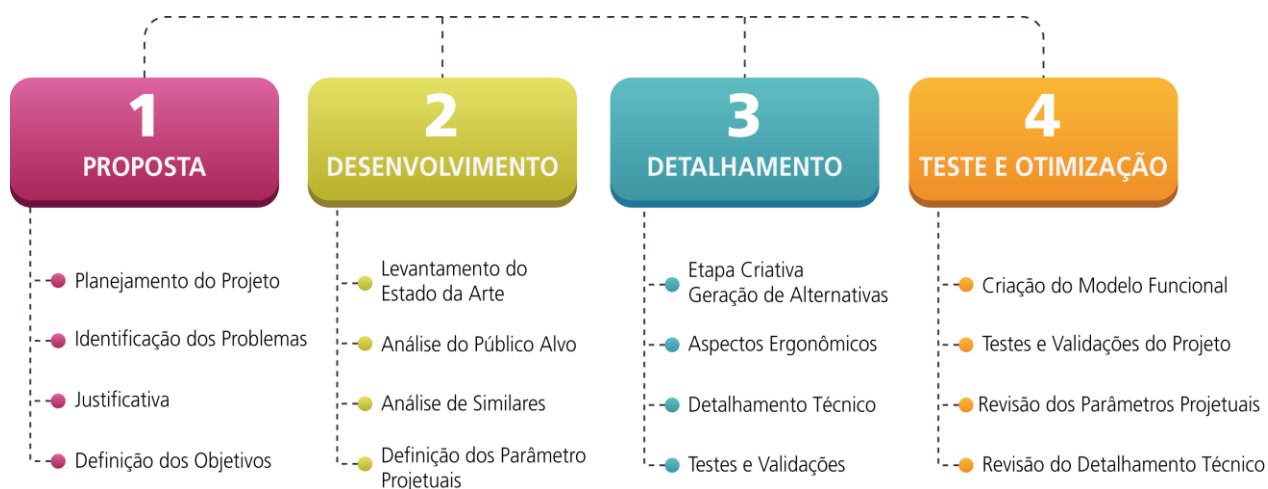 1
PROPOSTA
Planejamento do Projeto
Identificação dos Problemas
Justificativa
Definição dos Objetivos
2
DESENVOLVIMENTO
Levantamento do
Estado da Arte
Análise do Público Alvo
Análise de Similares
Definição dos Parâmetro
Projetuais
3
DETALHAMENTO
Etapa Criativa
Geração de Alternativas
Aspectos Ergonômicos
Detalhamento Técnico
Testes e Validações
4
TESTE E OTIMIZAÇÃO
Criação do Modelo Funcional
Testes e Validações do Projeto
Revisão dos Parâmetros Projetuais
Revisão do Detalhamento Técnico